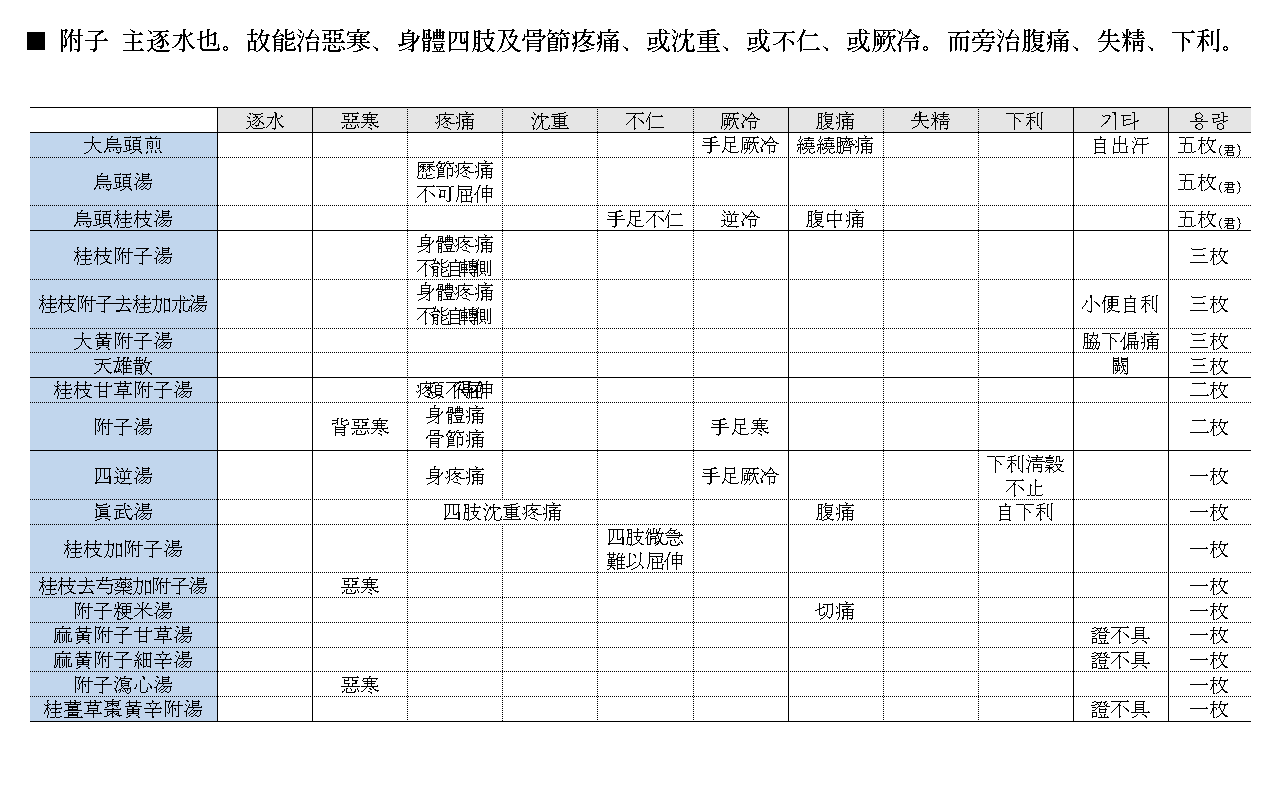 ■ 附子 主逐水也。故能治惡寒、身體四肢及骨節疼痛、或沈重、或不仁、或厥冷。而旁治腹痛、失精、下利。
逐水 惡寒 疼痛 沈重 不仁 厥冷 腹痛 失精 下利 기타 용량
大烏頭煎 手足厥冷 繞繞臍痛 自出汗 五枚(君)
烏頭湯 歷節疼痛 不可屈伸 五枚(君)
烏頭桂枝湯 手足不仁 逆冷 腹中痛 五枚(君)
桂枝附子湯 身體疼痛 不能自轉側 三枚
桂枝附子去桂加朮湯 身體疼痛 不能自轉側 小便自利 三枚
大黃附子湯 脇下偏痛 三枚
天雄散 闕 三枚
桂枝甘草附子湯 二枚
附子湯 背惡寒 身體痛 骨節痛 手足寒 二枚
四逆湯 身疼痛 手足厥冷 下利淸穀 不止 一枚
眞武湯 四肢沈重疼痛 腹痛 自下利 一枚
桂枝加附子湯 四肢微急 難以屈伸 一枚
桂枝去芍藥加附子湯 惡寒 一枚
附子粳米湯 切痛 一枚
麻黃附子甘草湯 證不具 一枚
麻黃附子細辛湯 證不具 一枚
附子瀉心湯 惡寒 一枚
桂薑草棗黃辛附湯 證不具 一枚